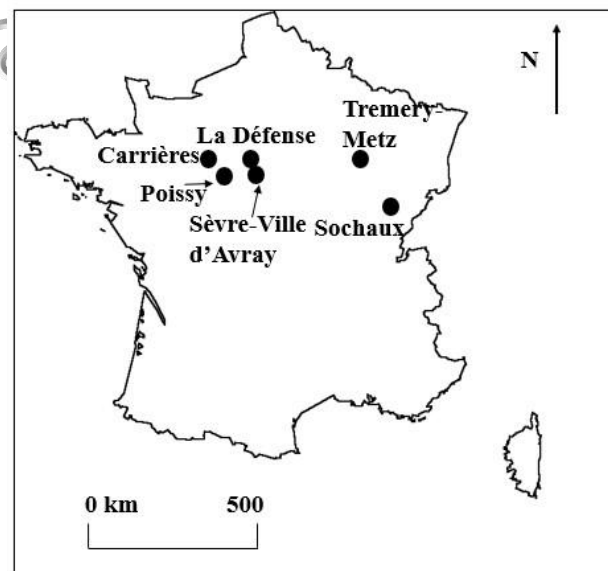 N
Tremery-
Metz
La Défense
Carrières
Poissy
Sèvre-Ville
d'Avray
Sochaux
0 km 500